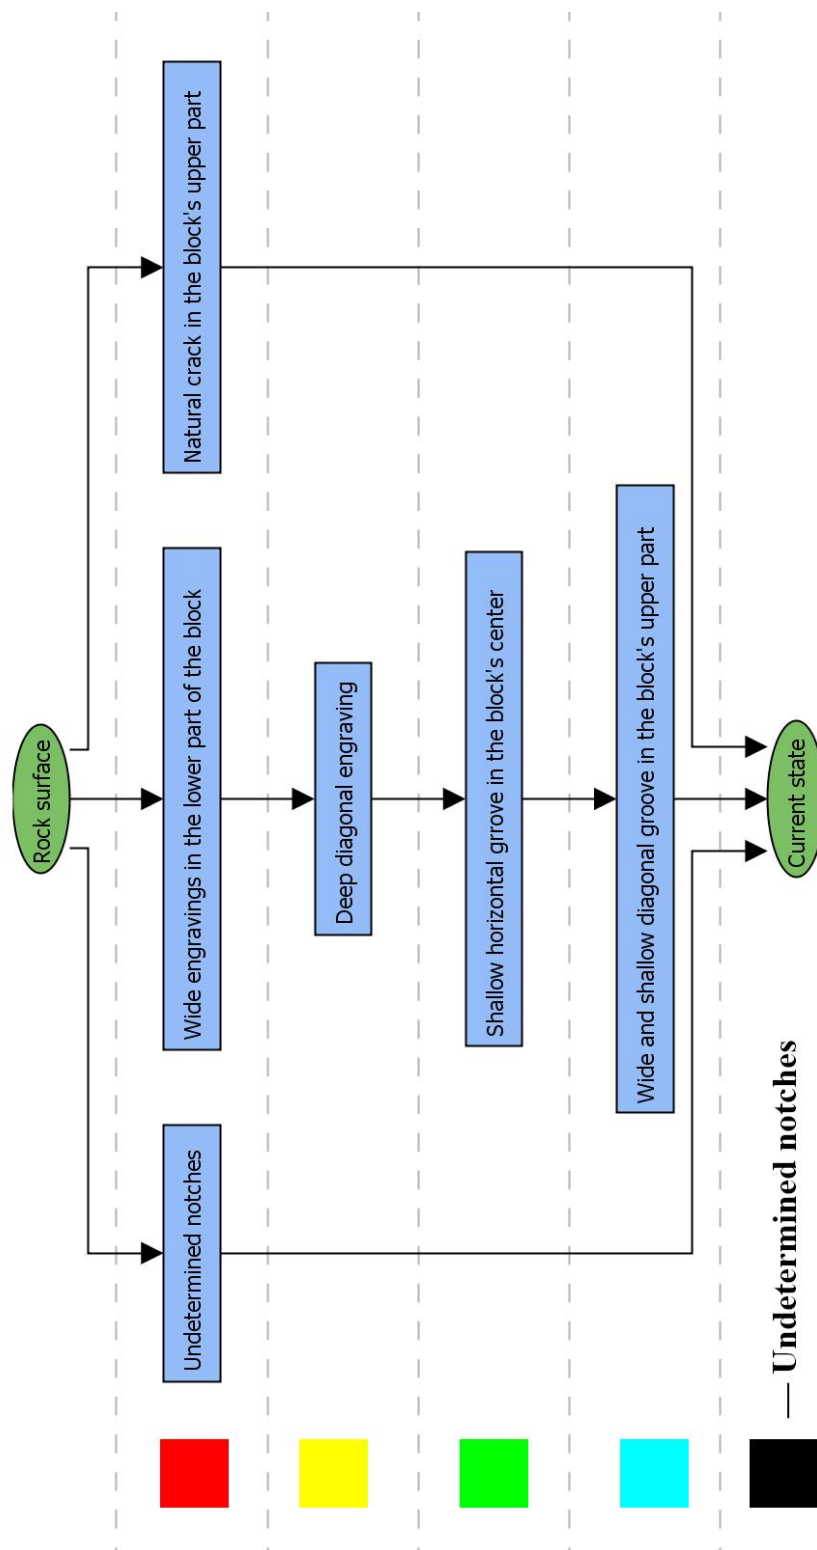 Rock surface
Undetermined notches
Wide engravings in the lower part of the block
Natural crack in the block's upper part
Deep diagonal engraving
Shallow horizontal grrove in the block's center
Wide and shallow diagonal groove in the block's upper part
Current state
— Undetermined notches